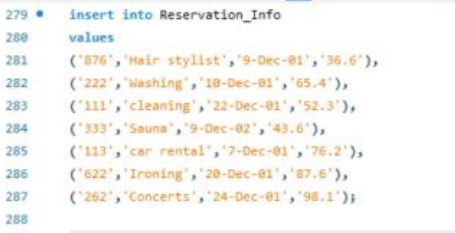 279 insert into Reservation_Info
280 values
281 ('876','Hair stylist','9-Dec-01','36.6'),
282 ('222','Washing','10-Dec-01','65.4'),
283 ('111','cleaning','22-Dec-01','52.3'),
284 ('333','Sauna','9-Dec-02','43.6'),
285 ('113','car rental','7-Dec-01','76.2'),
286 ('622','Ironing','20-Dec-01','87.6'),
287 ('262','Concerts','24-Dec-01','98.1');
288